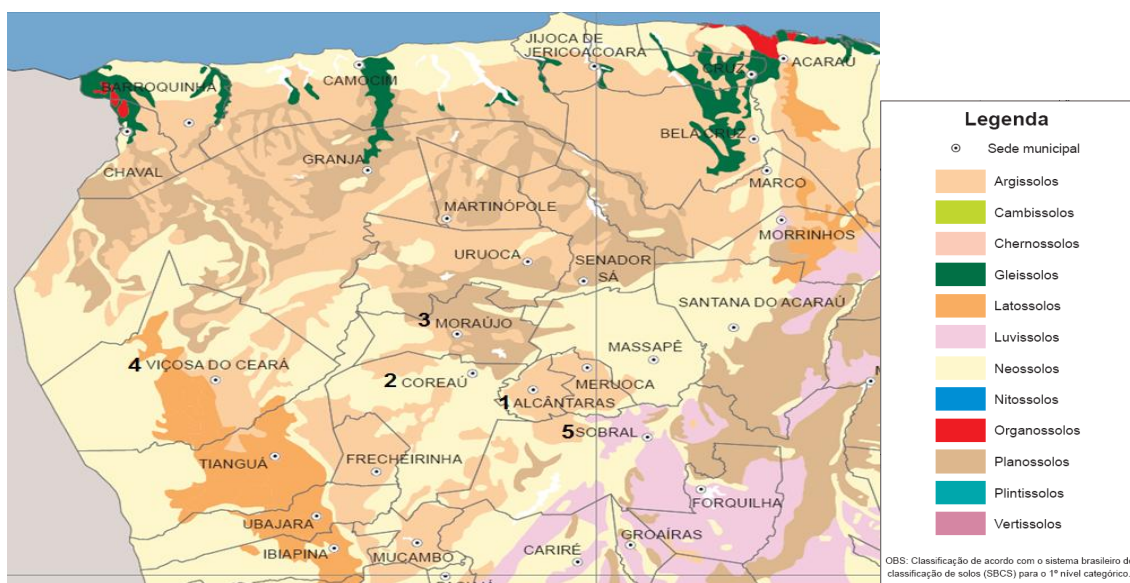 JIJOCA DE
JERICOACOARA
CRUZ
ACARAÚ
BARROQUINHA
CAMOCIM
BELA CRUZ
CHAVAL
GRANJA
MARCO
MARTINÓPOLE
MORRINHOS
URUOCA
SENADOR
SÁ
SANTANA DO ACARAÚ
3 MORAÚJO
MASSAPÊ
4 VIÇOSA DO CEARÁ
2 COREAÚ
MERUOCA
1 ALCÂNTARAS
5 SOBRAL
TIANGUÁ
FRECHEIRINHA
FORQUILHA
UBAJARA
GROAÍRAS
IBIAPINA
MUCAMBO
CARIRÉ
Legenda
Sede municipal
Argissolos
Cambissolos
Chernossolos
Gleissolos
Latossolos
Luvissolos
Neossolos
Nitossolos
Organossolos
Planossolos
Plintissolos
Vertissolos
OBS: Classificação de acordo com o sistema brasileiro de
classificação de solos (SBCS) para o 1º nível categórico